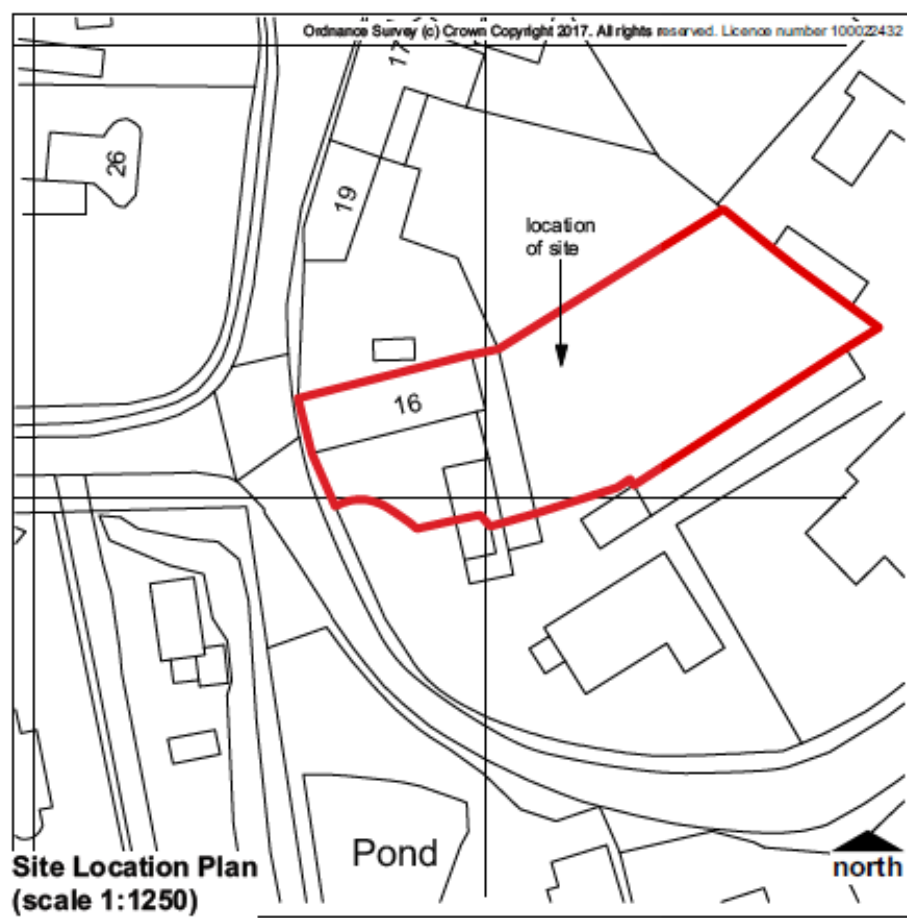 Ordnance Survey (c) Crown Copyright 2017. All rights reserved. Licence number 100022432
17
26
19
location
of site
16
Pond
Site Location Plan
(scale 1:1250)
north